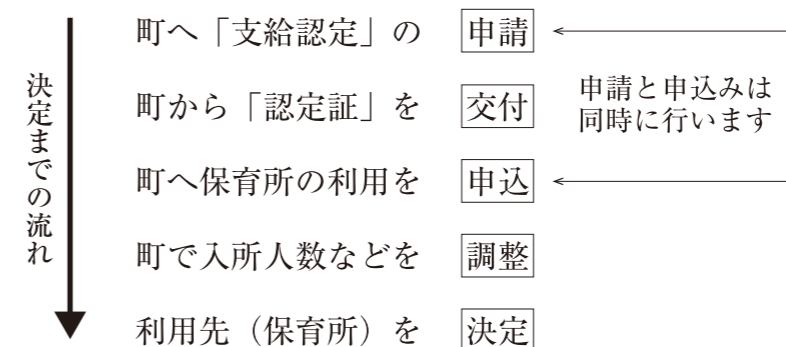 決定までの流れ
町へ「支給認定」の 申請
町から「認定証」を 交付
申請と申込みは
同時に行います
町へ保育所の利用を 申込
町で入所人数などを 調整
利用先（保育所）を 決定